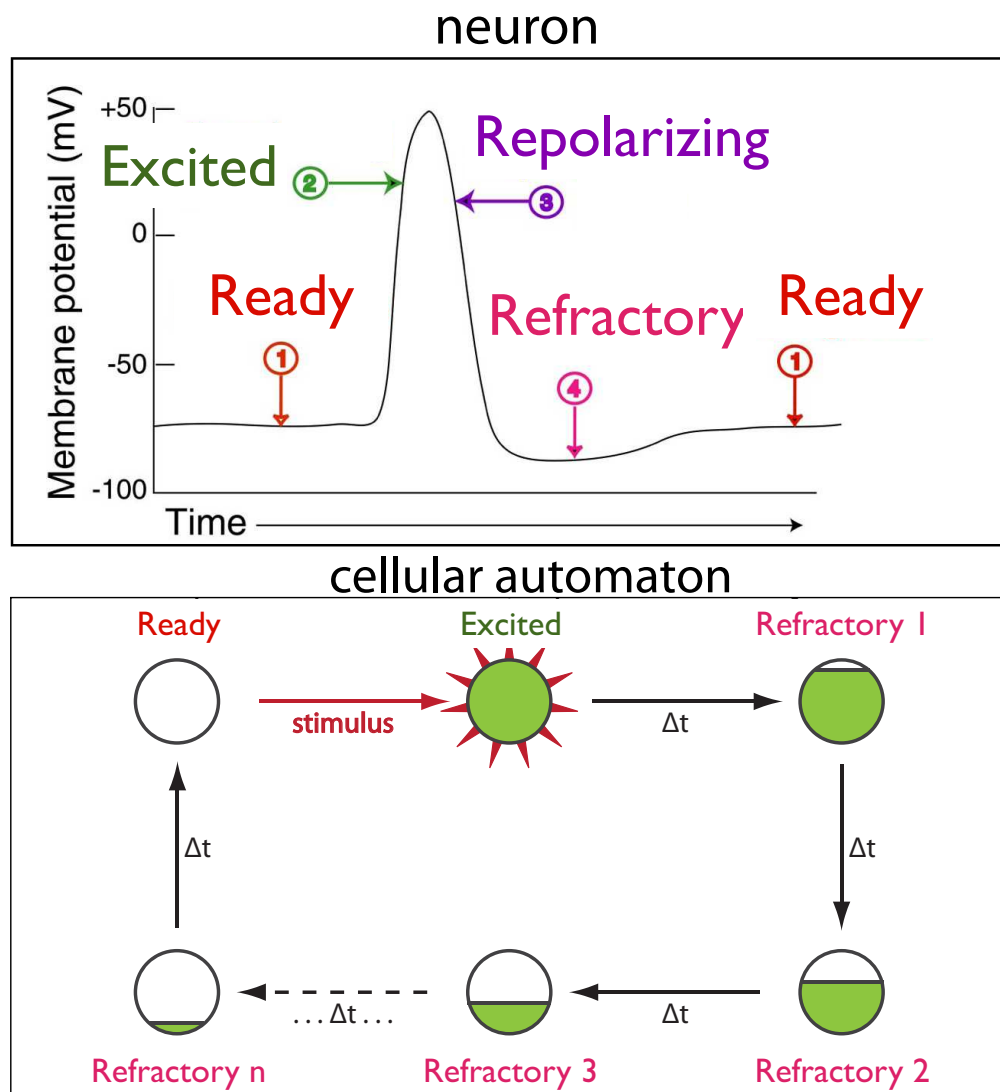 neuron
Membrane potential (mV)
+50
0
-50
-100
Excited
2
Repolarizing
3
Ready
1
Refractory
4
Ready
1
Time
cellular automaton
Ready
Excited
Refractory 1
stimulus
Δt
Δt
Δt
... Δt ...
Δt
Refractory n
Refractory 3
Refractory 2